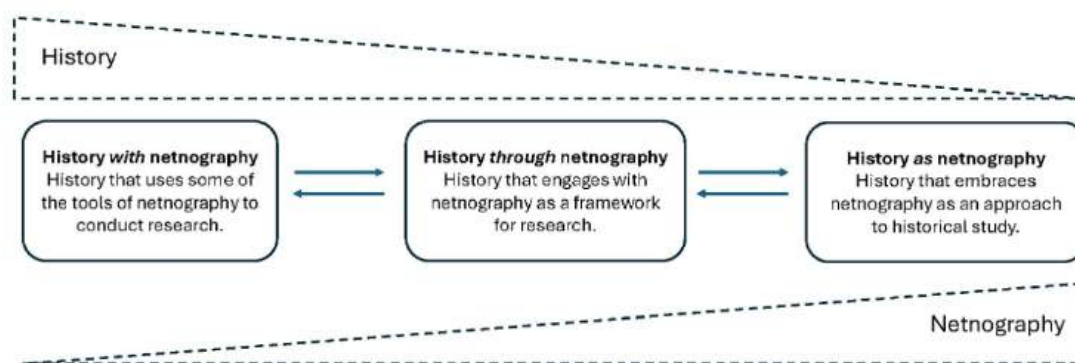 History
History with netnography
History that uses some
of the tools of netnography to
conduct research.
History through netnography
History that engages with
netnography as a framework
for research.
History as netnography
History that embraces
netnography as an approach
to historical study.
Netnography